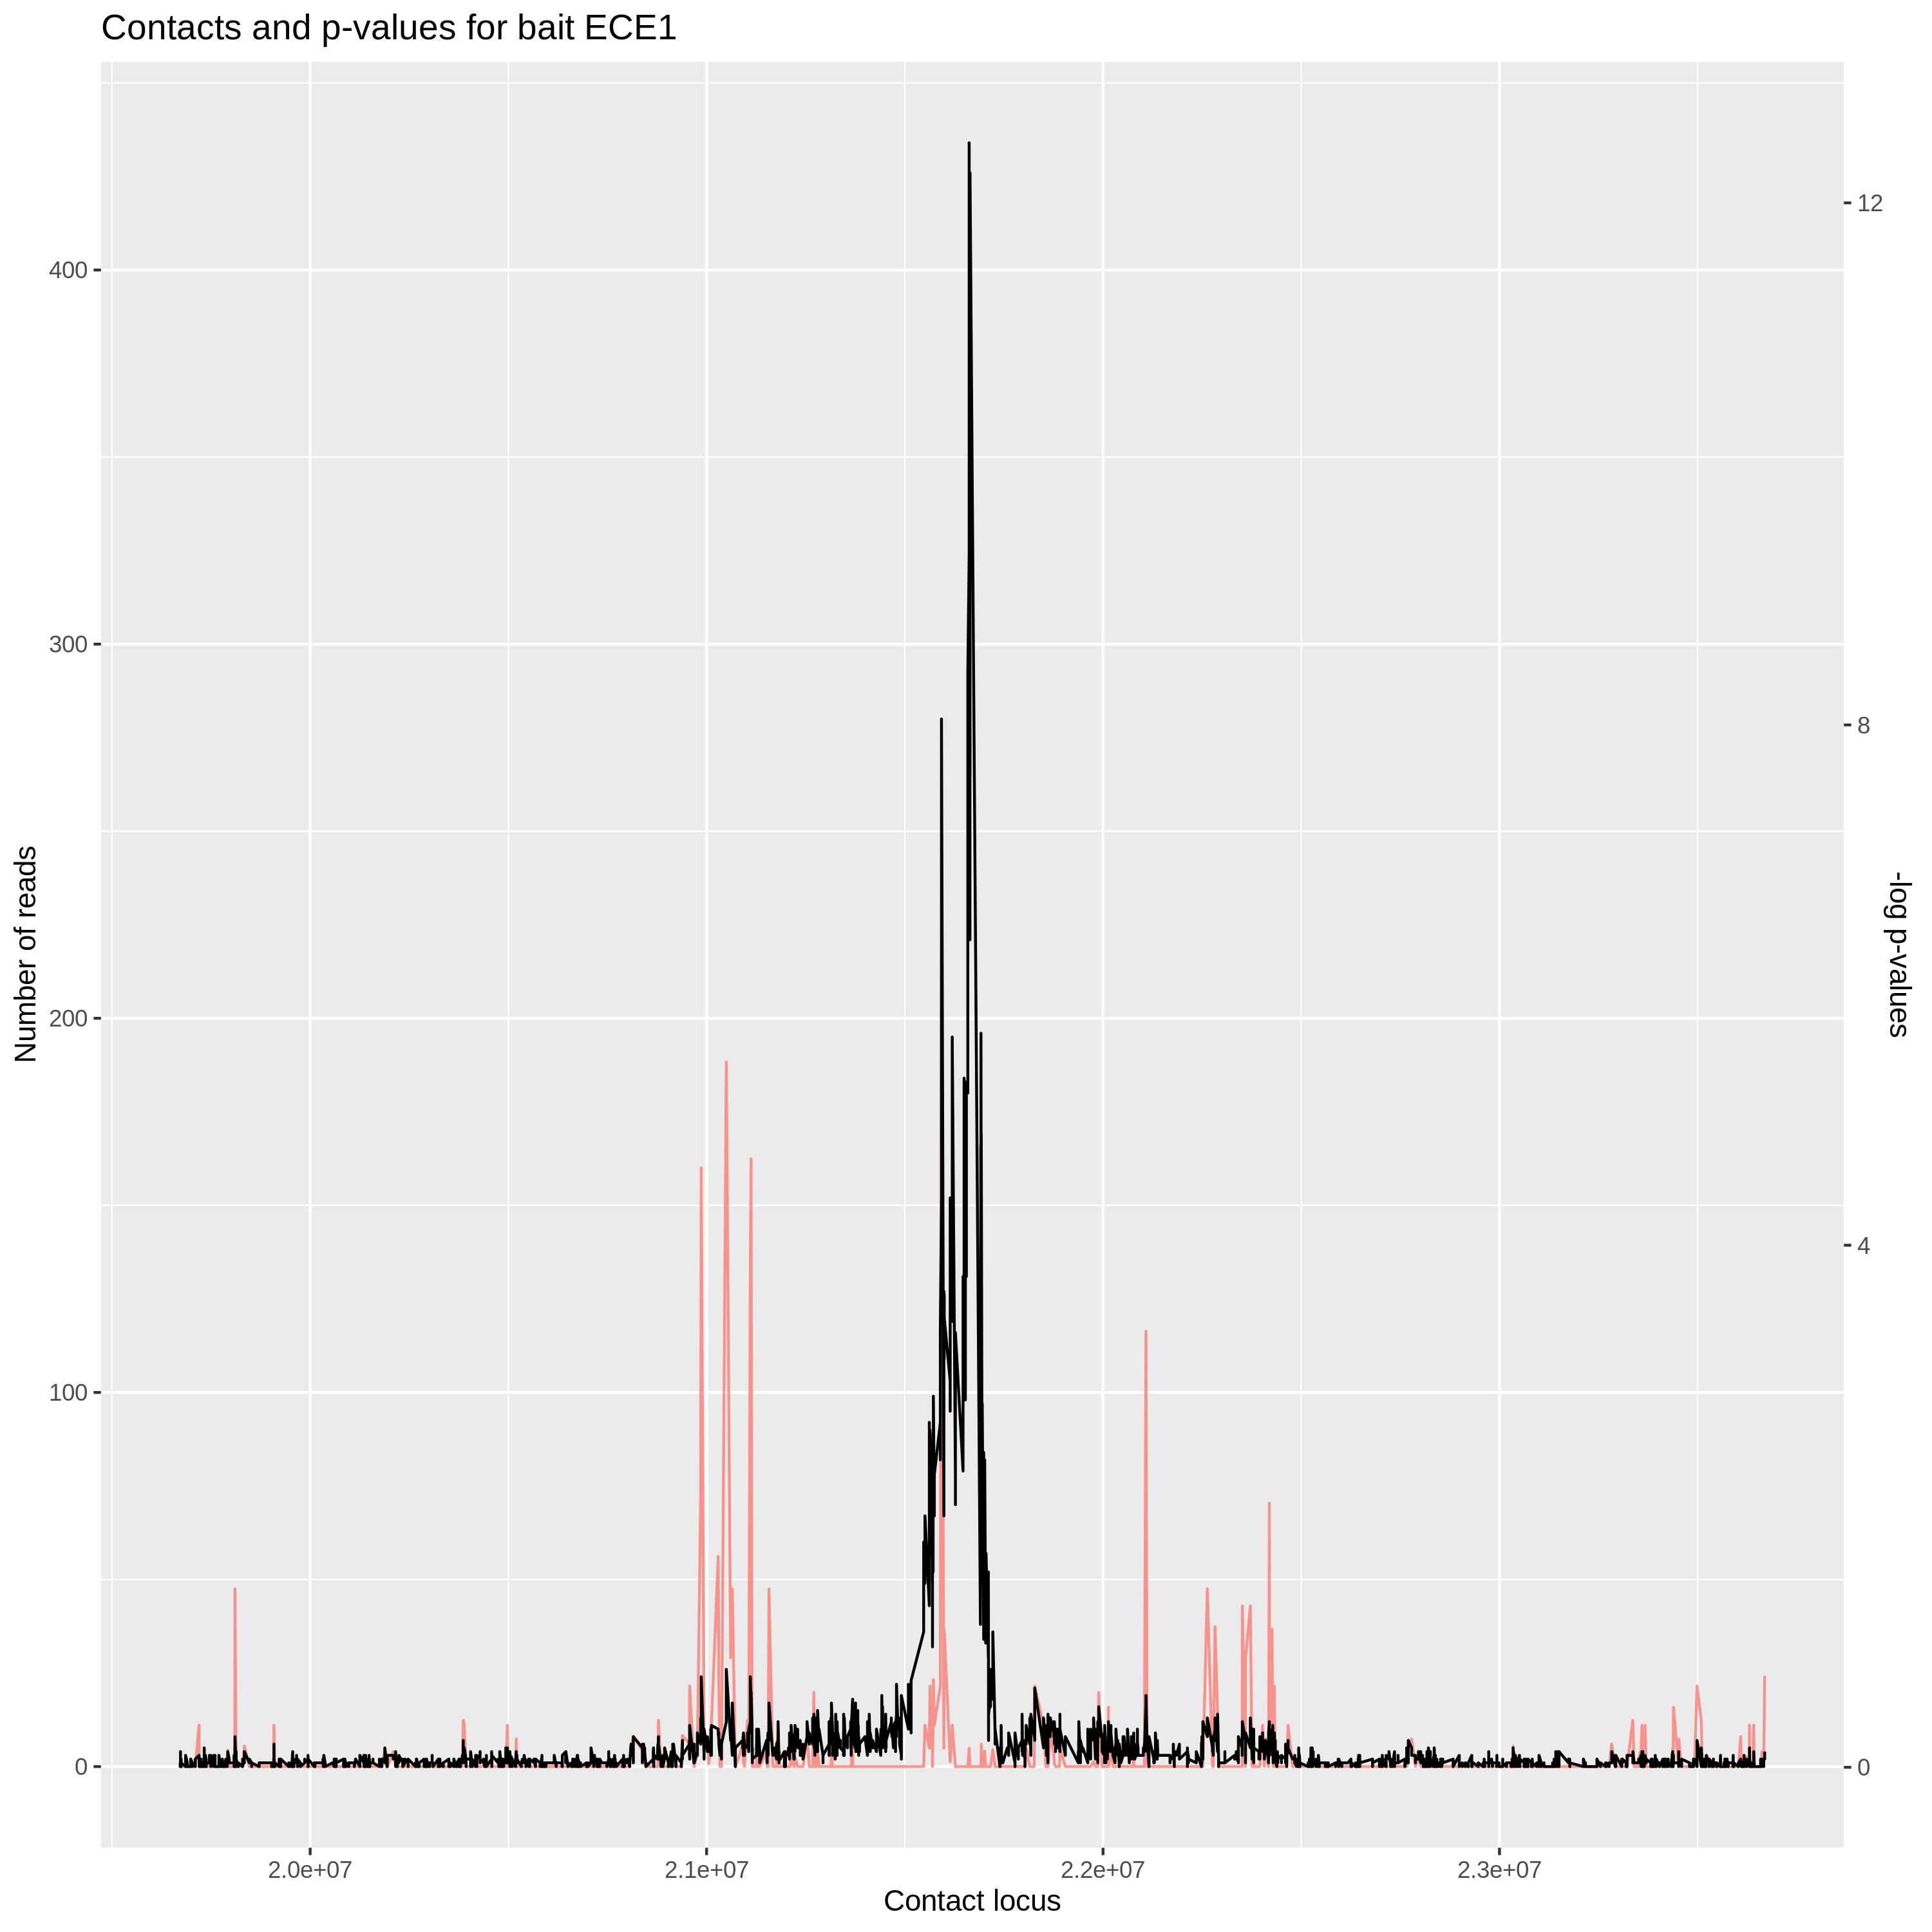 Contacts and p-values for bait ECE1
Number of reads
400
300
200
100
0
12
8
4
0
-log p-values
2.0e+07 2.1e+07 2.2e+07 2.3e+07
Contact locus